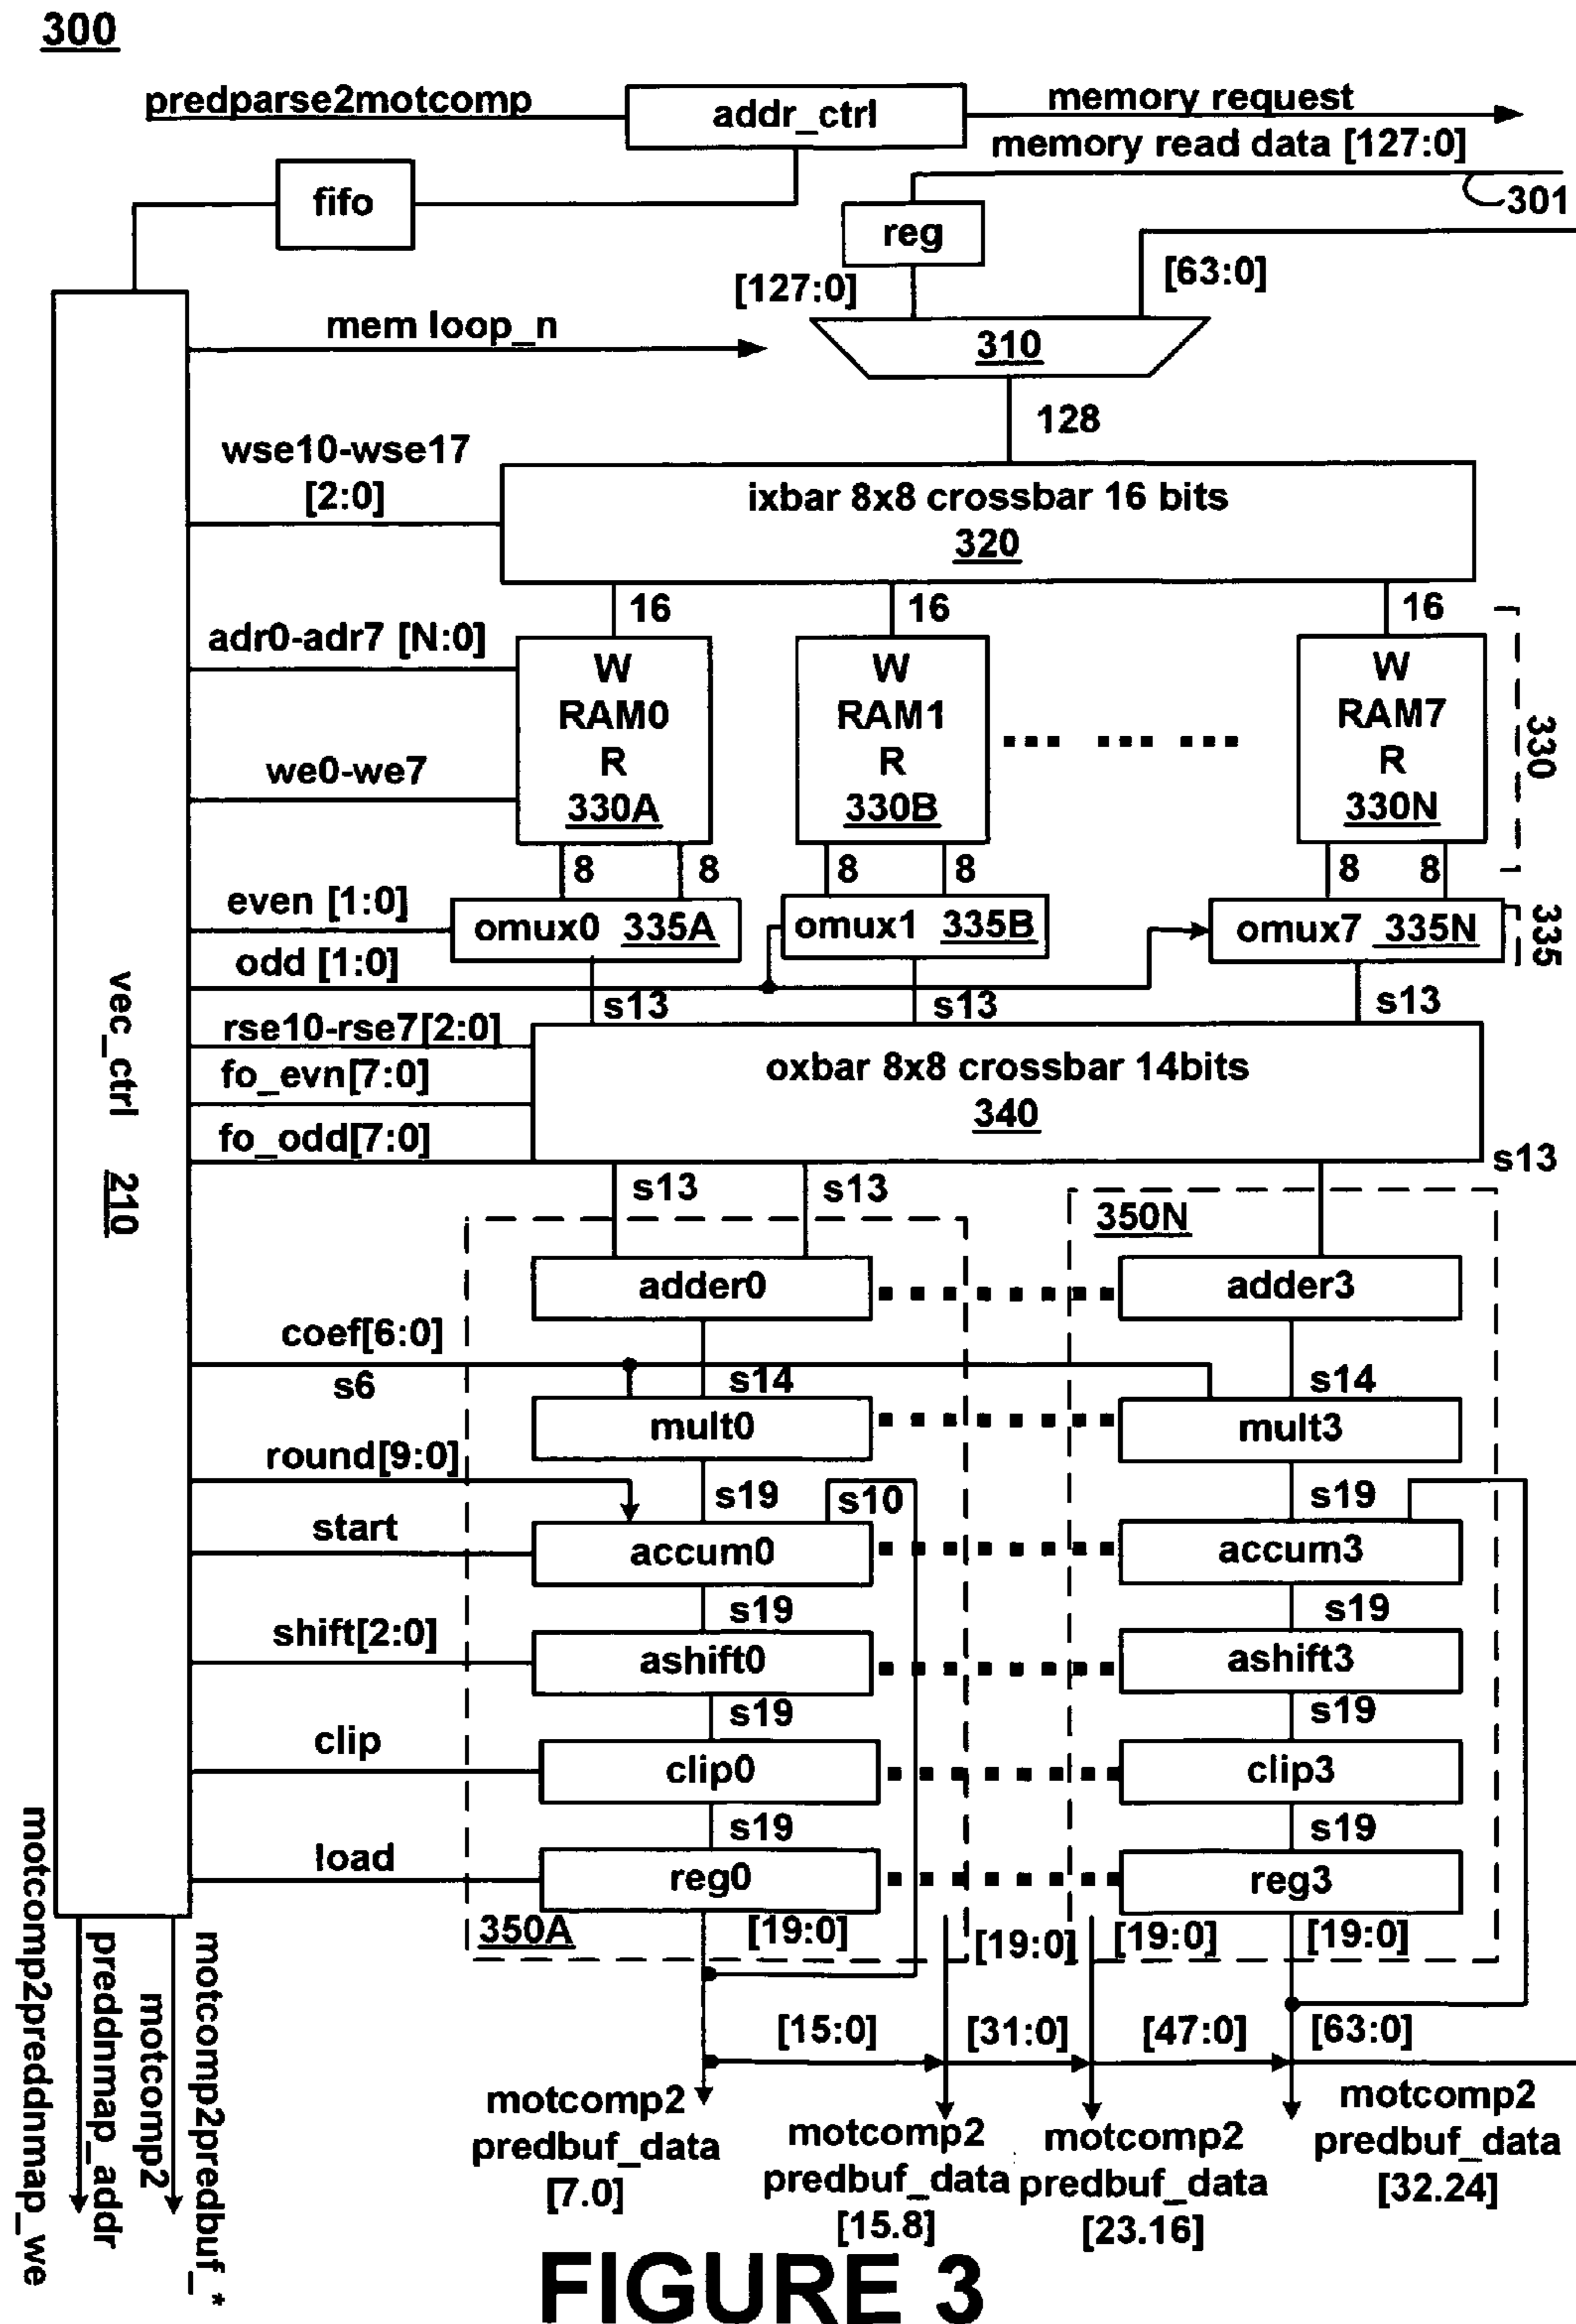 300
predparse2motcomp
addr_ctrl
memory request
memory read data [127:0]
301
fifo
reg
[127:0]
[63:0]
mem loop_n
310
128
wse10-wse17
[2:0]
ixbar 8x8 crossbar 16 bits
320
16
16
16
adr0-adr7 [N:0]
we0-we7
W
RAM0
R
330A
W
RAM1
R
330B
W
RAM7
R
330N
330
8
8
8
8
8
8
even [1:0]
odd [1:0]
omux0 335A
omux1 335B
omux7 335N
335
s13
s13
s13
vec_ctrl 210
rse10-rse7[2:0]
fo_evn[7:0]
fo_odd[7:0]
oxbar 8x8 crossbar 14bits
340
s13
s13
s13
350N
adder0
adder3
coef[6:0]
s6
s14
s14
mult0
mult3
round[9:0]
s19
s10
s19
start
accum0
accum3
s19
s19
shift[2:0]
ashift0
ashift3
s19
s19
clip
clip0
clip3
s19
s19
load
reg0
reg3
350A
[19:0]
[19:0]
[19:0]
[19:0]
[15:0]
[31:0]
[47:0]
[63:0]
motcomp2preddnmap_we
preddnmap_addr
motcomp2
motcomp2predbuf_*
motcomp2
predbuf_data
[7.0]
motcomp2
predbuf_data
[15.8]
motcomp2
predbuf_data
[23.16]
motcomp2
predbuf_data
[32.24]
FIGURE 3